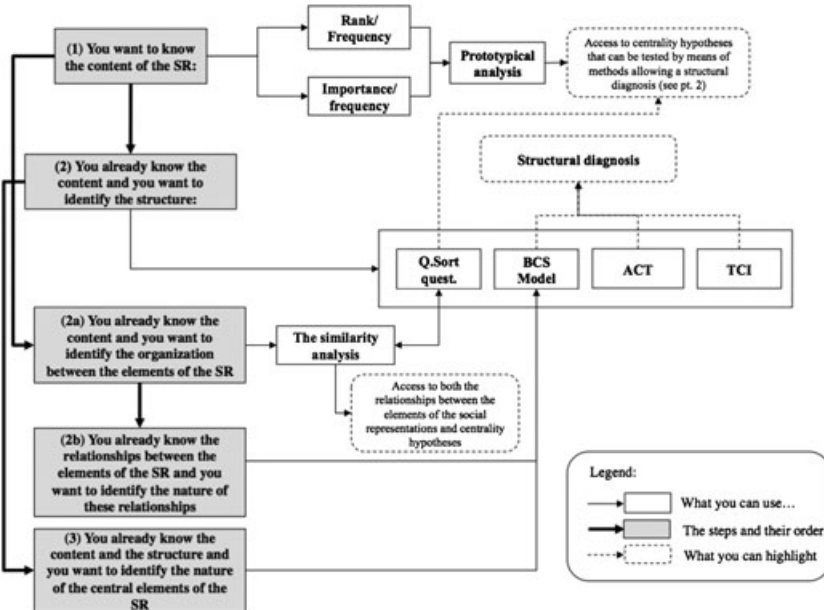 (1) You want to know
the content of the SR:
Rank/
Frequency
Importance/
frequency
Prototypical
analysis
Access to centrality hypotheses
that can be tested by means of
methods allowing a structural
diagnosis (see pt. 2)
(2) You already know the
content and you want to
identify the structure:
Structural diagnosis
Q.Sort
quest.
BCS
Model
ACT
TCI
(2a) You already know the
content and you want to
identify the organization
between the elements of the SR
The similarity
analysis
Access to both the
relationships between the
elements of the social
representations and centrality
hypotheses
(2b) You already know the
relationships between the
elements of the SR and you
want to identify the nature of
these relationships
(3) You already know the
content and the structure and
you want to identify the nature
of the central elements of the
SR
Legend:
What you can use…
The steps and their order
What you can highlight